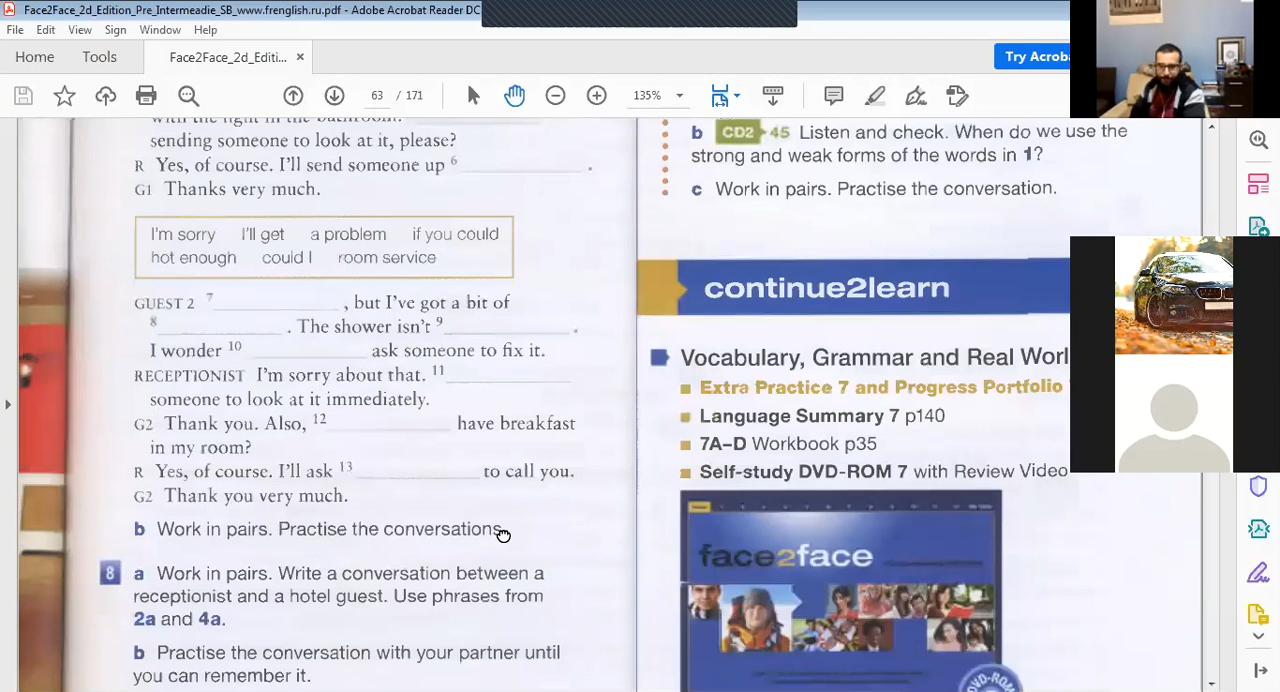 Face2Face_2d_Edition_Pre_Intermeadie_SB_www.frenglish.ru.pdf - Adobe Acrobat Reader DC
File Edit View Sign Window Help
Home Tools Face2Face_2d_Editi... × Try Acroba
63 / 171 135%
sending someone to look at it, please?
R Yes, of course. I'll send someone up 6 .
G1 Thanks very much.
I'm sorry I'll get a problem if you could
hot enough could I room service
GUEST 2 7 , but I've got a bit of
8 . The shower isn't 9 .
I wonder 10 ask someone to fix it.
RECEPTIONIST I'm sorry about that. 11
someone to look at it immediately.
G2 Thank you. Also, 12 have breakfast
in my room?
R Yes, of course. I'll ask 13 to call you.
G2 Thank you very much.
b Work in pairs. Practise the conversations
8 a Work in pairs. Write a conversation between a
receptionist and a hotel guest. Use phrases from
2a and 4a.
b Practise the conversation with your partner until
you can remember it.
b CD2 45 Listen and check. When do we use the
strong and weak forms of the words in 1?
c Work in pairs. Practise the conversation.
continue2learn
Vocabulary, Grammar and Real Worl
Extra Practice 7 and Progress Portfolio
Language Summary 7 p140
7A–D Workbook p35
Self-study DVD-ROM 7 with Review Video
face2face
DVD-ROM